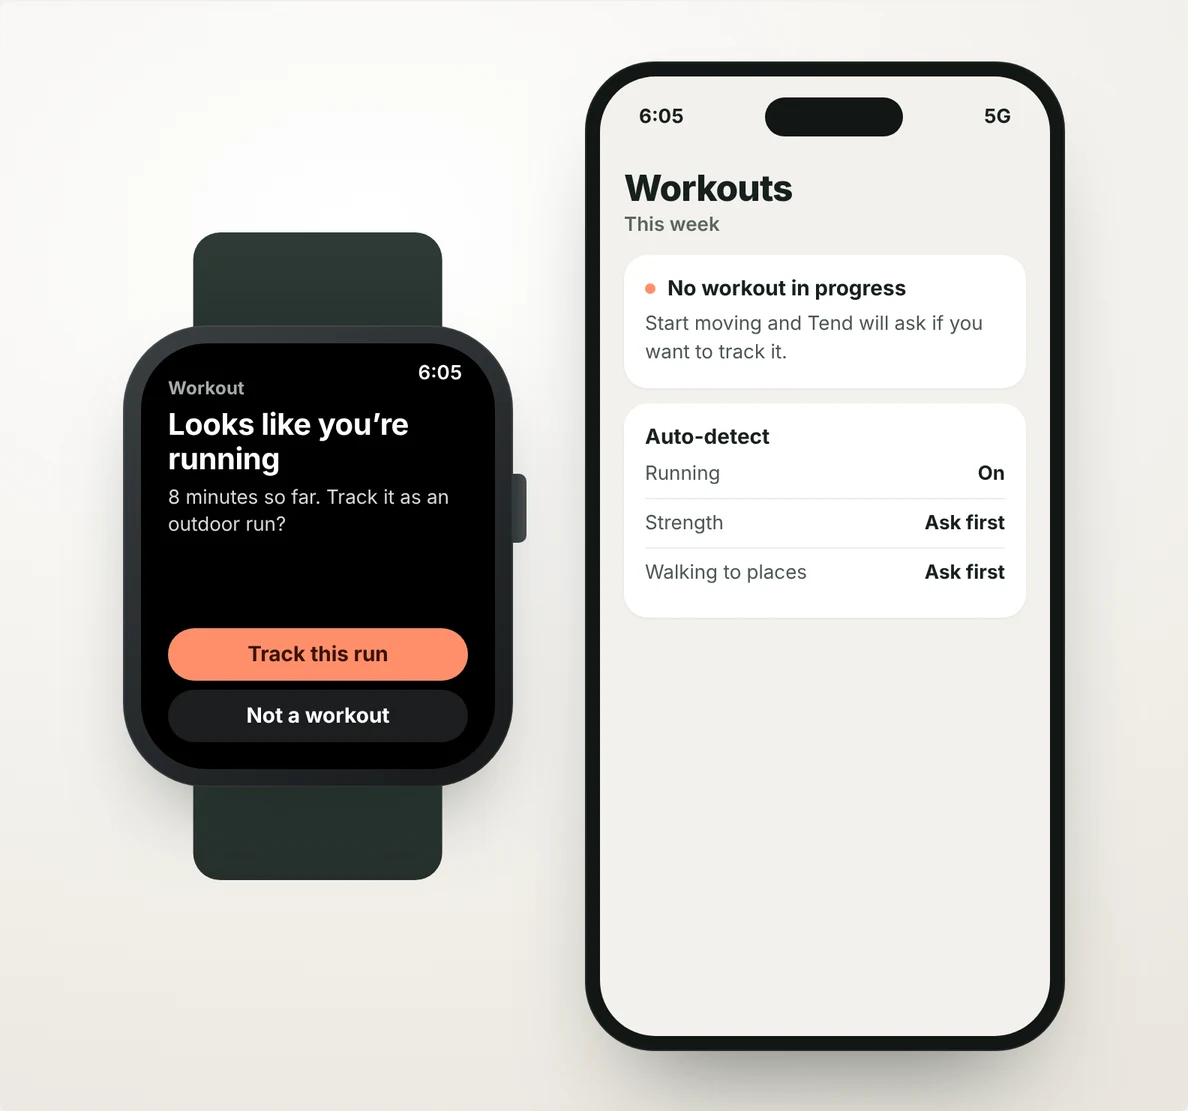 6:05
Workout
Looks like you’re
running
8 minutes so far. Track it as an
outdoor run?
Track this run
Not a workout
6:05
5G
Workouts
This week
No workout in progress
Start moving and Tend will ask if you
want to track it.
Auto-detect
Running On
Strength Ask first
Walking to places Ask first